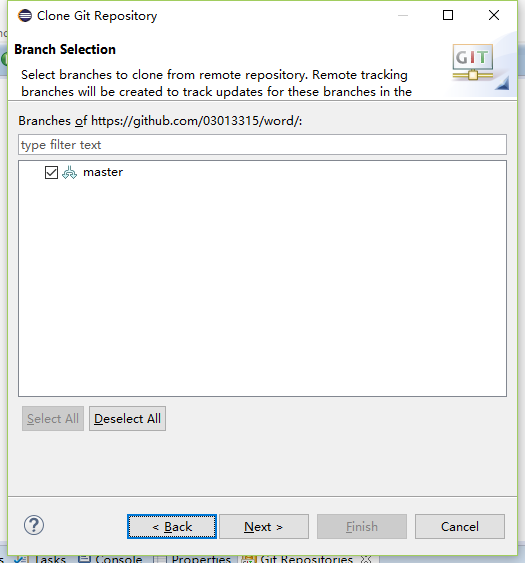 Clone Git Repository
Branch Selection
GIT
Select branches to clone from remote repository. Remote tracking
branches will be created to track updates for these branches in the
Branches of https://github.com/03013315/word/:
type filter text
master
Select All
Deselect All
?
< Back
Next >
Finish
Cancel
Tasks
Console
Properties
Git Repositories